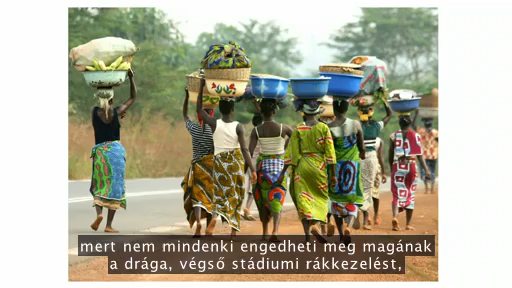 mert nem mindenki engedheti meg magának
a drága, végső stádiumi rákkezelést,